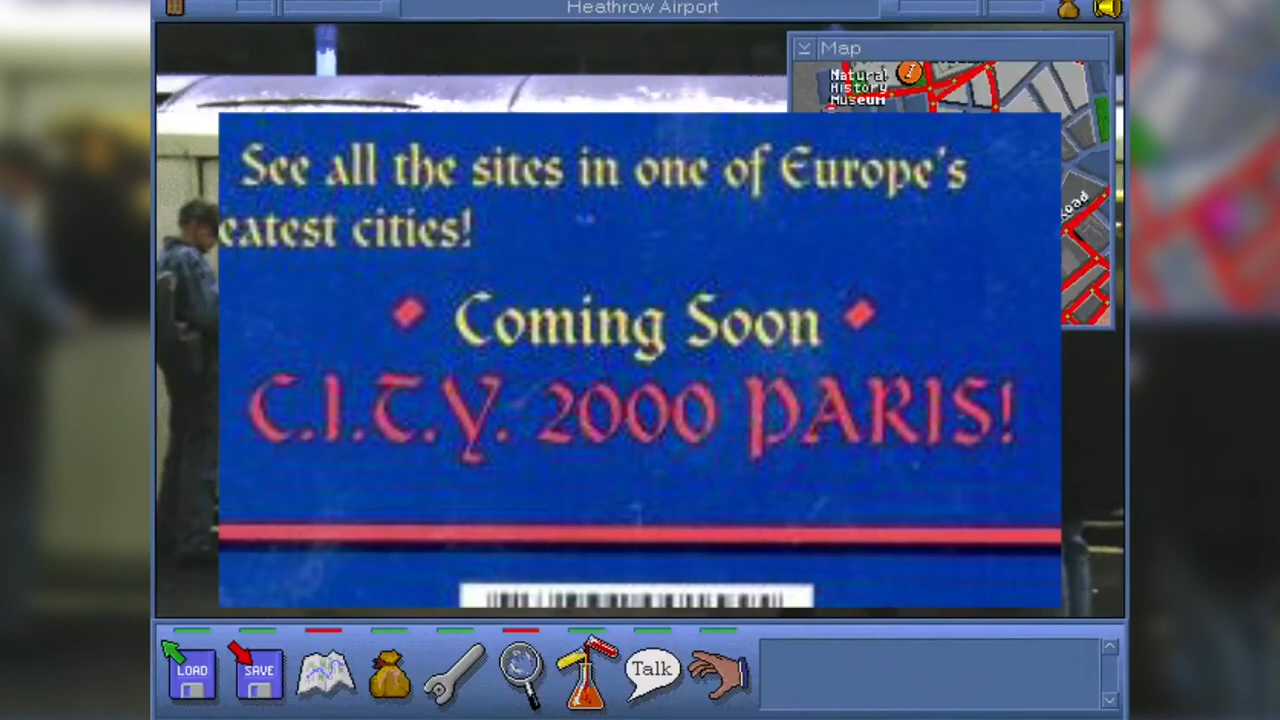 Heathrow Airport
Map
Natural
History
Museum
See all the sites in one of Europe's
eatest cities!
Coming Soon
C.I.T.Y. 2000 PARIS!
Road
LOAD
SAVE
Talk